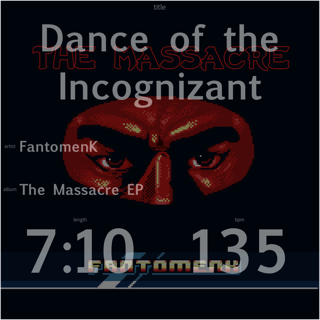 title
Dance of the
THE MASSACRE
Incognizant
artist FantomenK
album The Massacre EP
length bpm
7:10 135
FANTOMENK